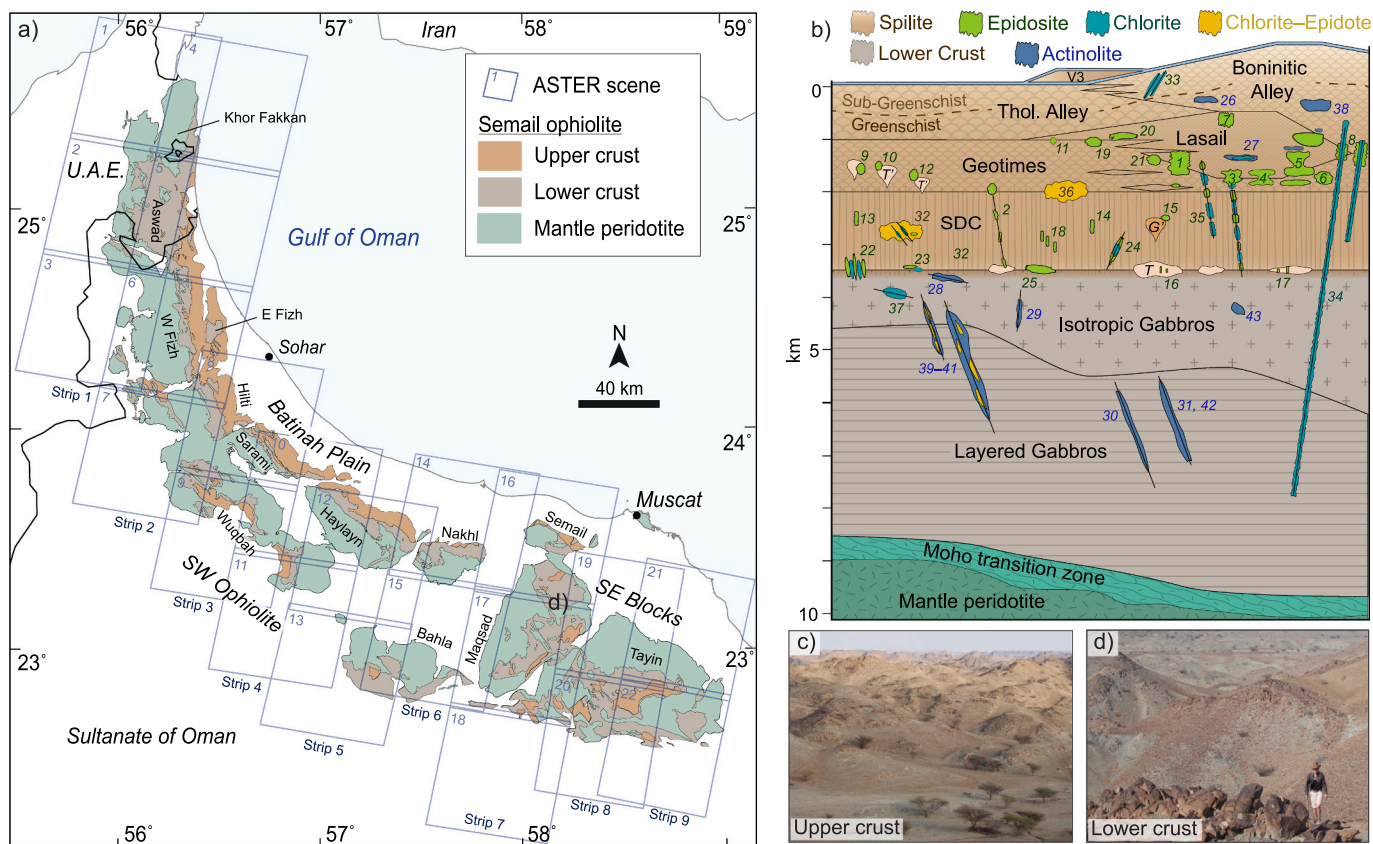 a)
56°
57°
Iran
58°
59°
1
4
1
ASTER scene
Semail ophiolite
Upper crust
Lower crust
Mantle peridotite
Khor Fakkan
2
U.A.E.
5
Aswad
25°
25°
Gulf of Oman
3
6
W Fizh
E Fizh
Sohar
N
40 km
Strip 1
7
Hilti
Batinah Plain
24°
24°
Sarami
14
16
Muscat
9
12
Strip 2
Wuqbah
Haylayn
Nakhl
Semail
11
15
19
21
SW Ophiolite
17
d)
SE Blocks
Strip 3
13
Bahla
Maqsad
Tayin
23°
23°
20
22
Strip 4
Strip 6
18
Sultanate of Oman
Strip 5
Strip 8
Strip 9
Strip 7
56°
57°
58°
b)
Spilite
Epidosite
Chlorite
Chlorite–Epidote
Lower Crust
Actinolite
0
V3
33
Boninitic
Alley
Sub-Greenschist
Greenschist
Thol. Alley
26
38
7
Lasail
20
11
19
27
8
9
10
12
Geotimes
21
1
5
T'
T'
36
3
4
6
13
32
2
SDC
14
15
G'
35
18
22
23
32
24
25
T
16
17
28
34
37
29
Isotropic Gabbros
43
km
5
39–41
30
31, 42
Layered Gabbros
Moho transition zone
Mantle peridotite
10
c)
Upper crust
d)
Lower crust